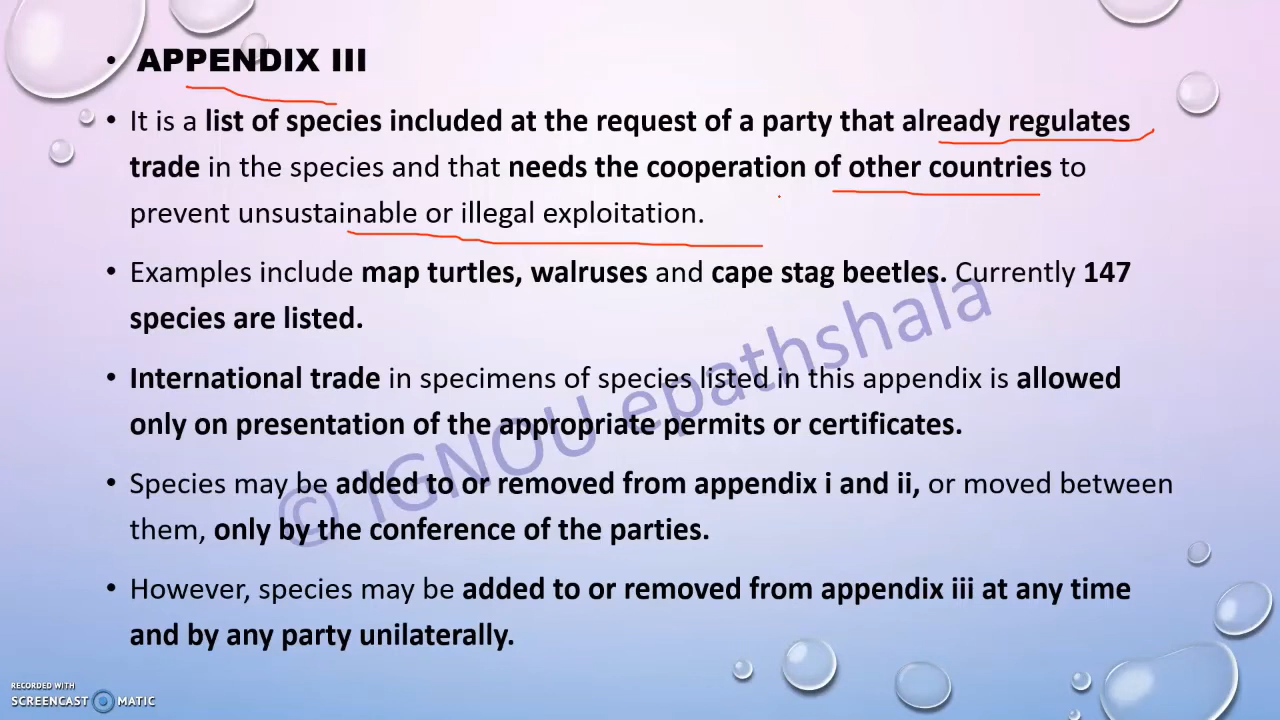 • APPENDIX III
• It is a list of species included at the request of a party that already regulates
trade in the species and that needs the cooperation of other countries to
prevent unsustainable or illegal exploitation.
• Examples include map turtles, walruses and cape stag beetles. Currently 147
species are listed.
• International trade in specimens of species listed in this appendix is allowed
only on presentation of the appropriate permits or certificates.
• Species may be added to or removed from appendix i and ii, or moved between
them, only by the conference of the parties.
• However, species may be added to or removed from appendix iii at any time
and by any party unilaterally.
© IGNOU epathshala
RECORDED WITH
SCREENCAST MATIC